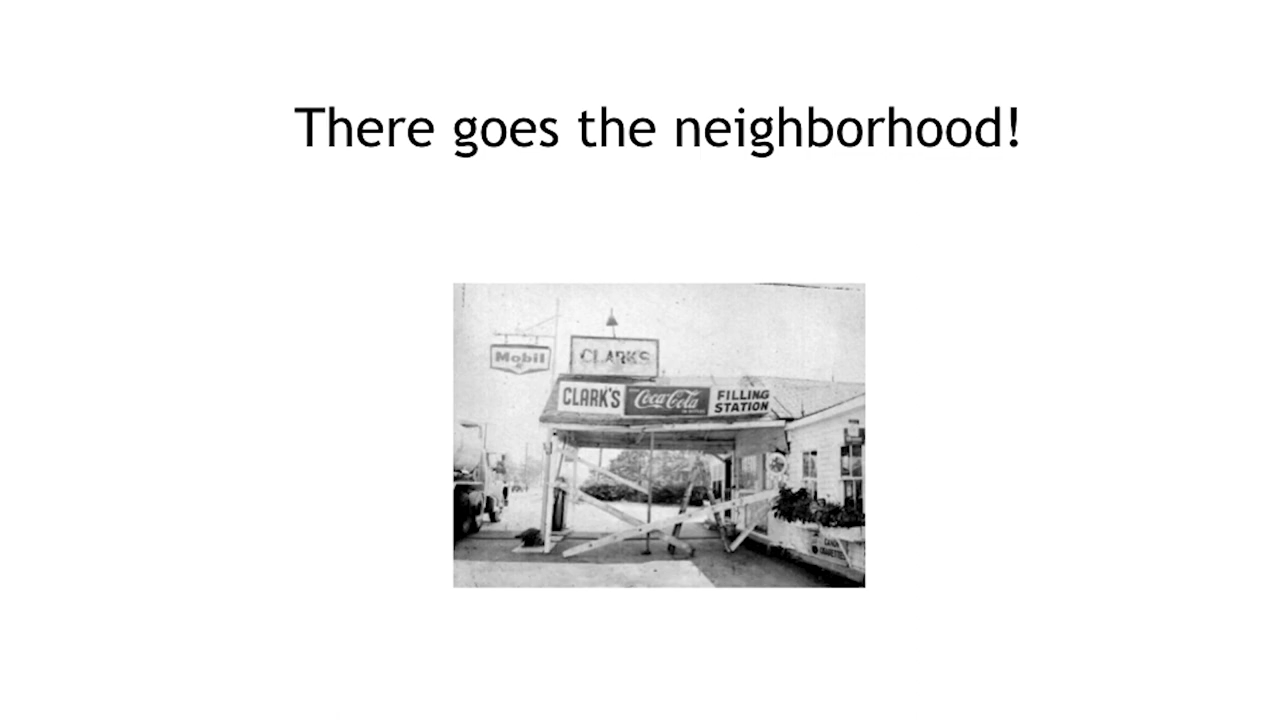 There goes the neighborhood!
Mobil
CLARK'S
CLARK'S Coca-Cola FILLING STATION